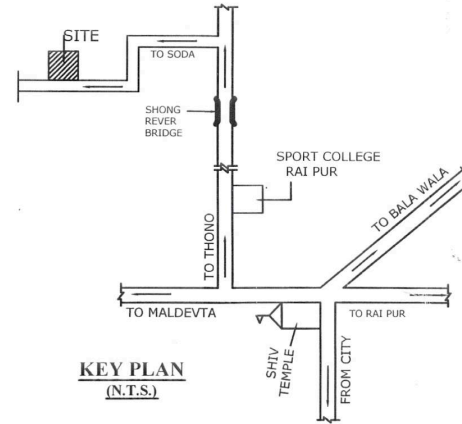 SITE
TO SODA
SHONG
REVER
BRIDGE
SPORT COLLEGE
RAI PUR
TO BALA WALA
TO THONO
TO MALDEVTA
TO RAI PUR
SHIV
TEMPLE
FROM CITY
KEY PLAN
(N.T.S.)